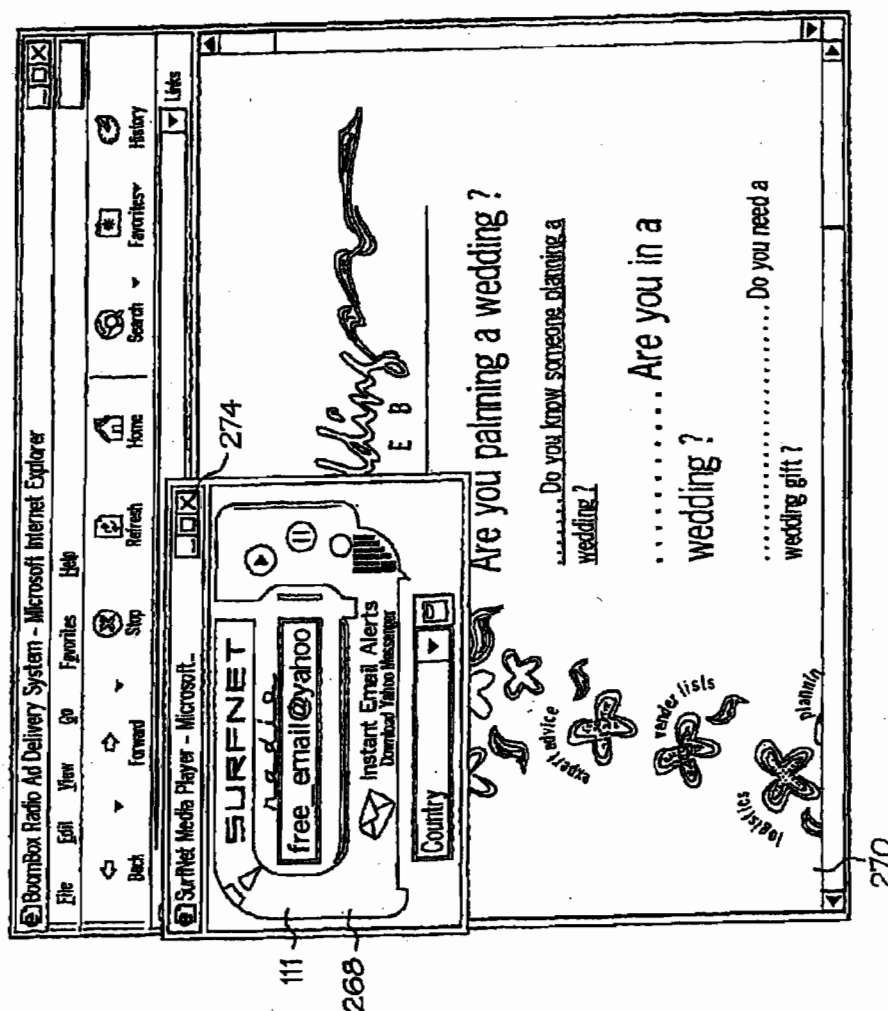 BoomBox Radio Ad Delivery System - Microsoft Internet Explorer
File Edit View Go Favorites Help
Back Forward Stop Refresh Home Search Favorites History
Links
SurfNet Media Player - Microsoft...
274
SURFNET
radio
free_email@yahoo
Instant Email Alerts
Download Yahoo Messenger
Country
111
268
E B
Are you palnning a wedding ?
.......Do you know someone planning a
wedding ?
........... Are you in a
wedding ?
....................Do you need a
wedding gift ?
expert advice
vender lists
logistics
plannin
270